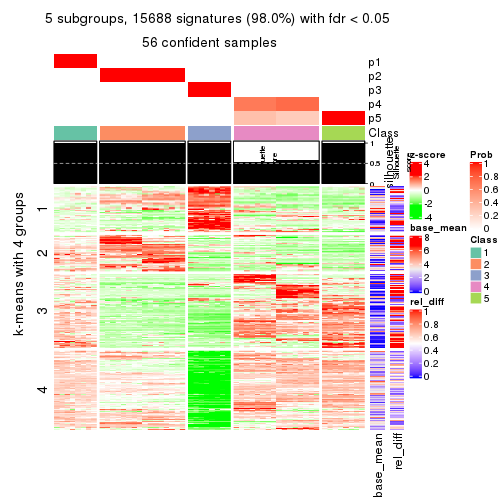 5 subgroups, 15688 signatures (98.0%) with fdr < 0.05
56 confident samples
p1
p2
p3
p4
p5
Class
1
0.5
0
silhouette
k-means with 4 groups
1
2
3
4
base_mean
rel_diff
z-score
4
2
0
-2
-4
base_mean
8
6
4
2
0
rel_diff
1
0.8
0.6
0.4
0.2
0
Prob
1
0.8
0.6
0.4
0.2
0
Class
1
2
3
4
5